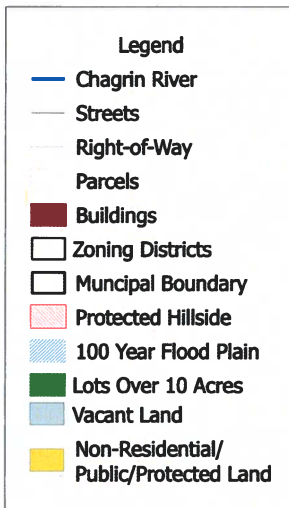 Legend
Chagrin River
Streets
Right-of-Way
Parcels
Buildings
Zoning Districts
Muncipal Boundary
Protected Hillside
100 Year Flood Plain
Lots Over 10 Acres
Vacant Land
Non-Residential/
Public/Protected Land